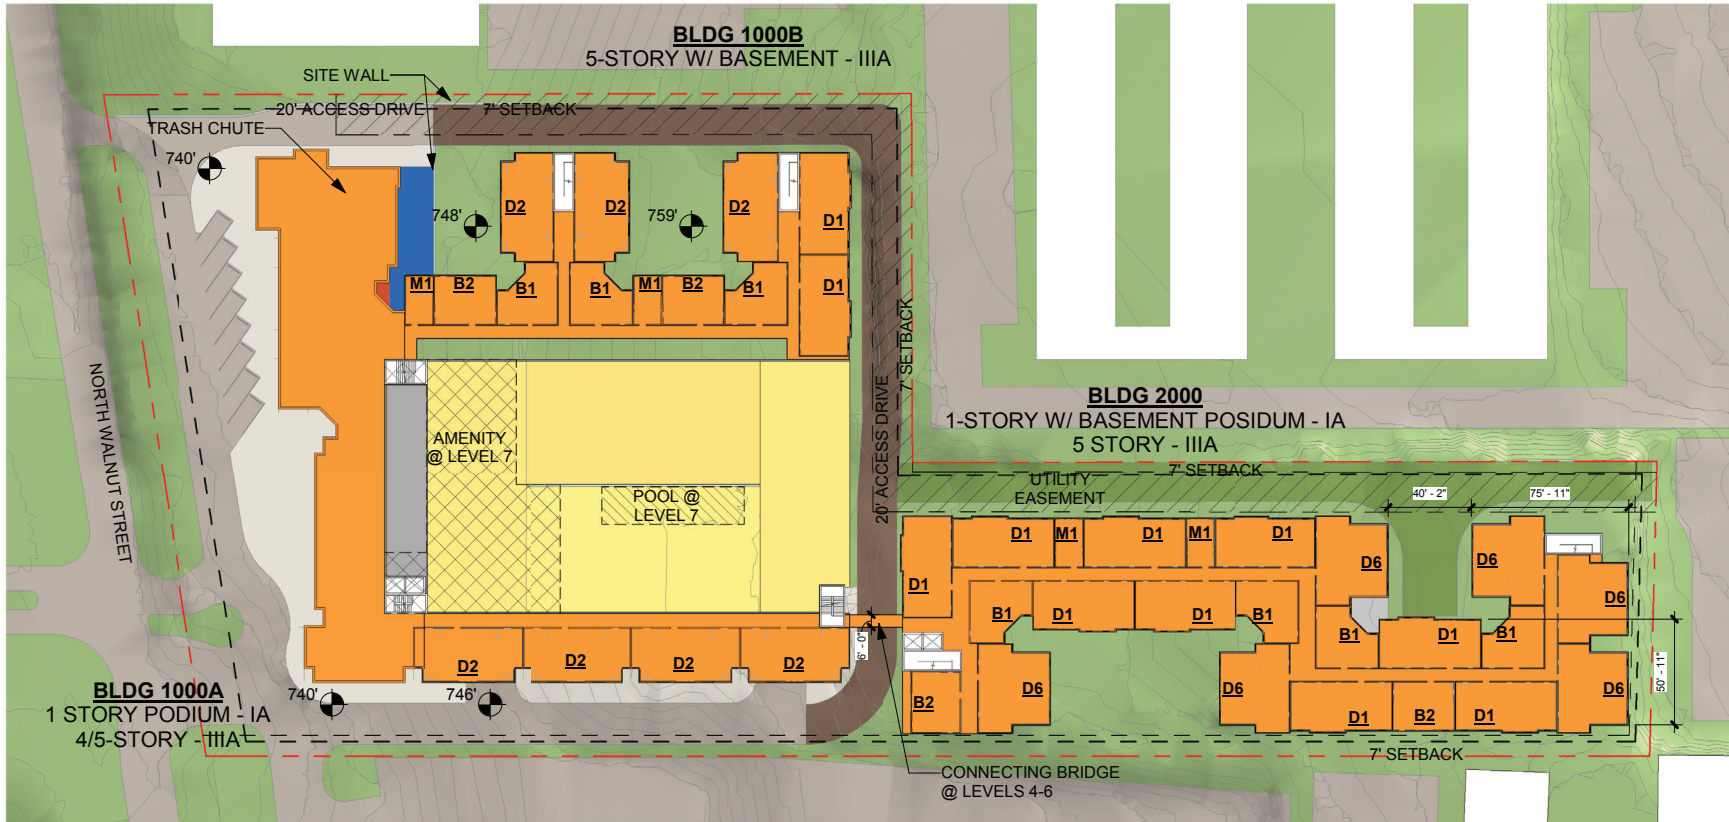 BLDG 1000B
5-STORY W/ BASEMENT - IIIA
SITE WALL
20' ACCESS DRIVE
7' SETBACK
TRASH CHUTE
740'
748'
759'
D2
D2
D2
D1
M1
B2
B1
B1
M1
B2
B1
D1
NORTH WALNUT STREET
7' SETBACK
20' ACCESS DRIVE
AMENITY
@ LEVEL 7
POOL @
LEVEL 7
BLDG 2000
1-STORY W/ BASEMENT POSIDUM - IA
5 STORY - IIIA
7' SETBACK
UTILITY
EASEMENT
40' - 2"
75' - 11"
D1
M1
D1
M1
D1
D6
D6
D1
D6
B1
D1
D1
B1
B1
D1
B1
6' - 0"
D2
D2
D2
D2
B2
D6
D6
D1
B2
D1
D6
50' - 11"
740'
746'
BLDG 1000A
1 STORY PODIUM - IA
4/5-STORY - IIIA
7' SETBACK
CONNECTING BRIDGE
@ LEVELS 4-6